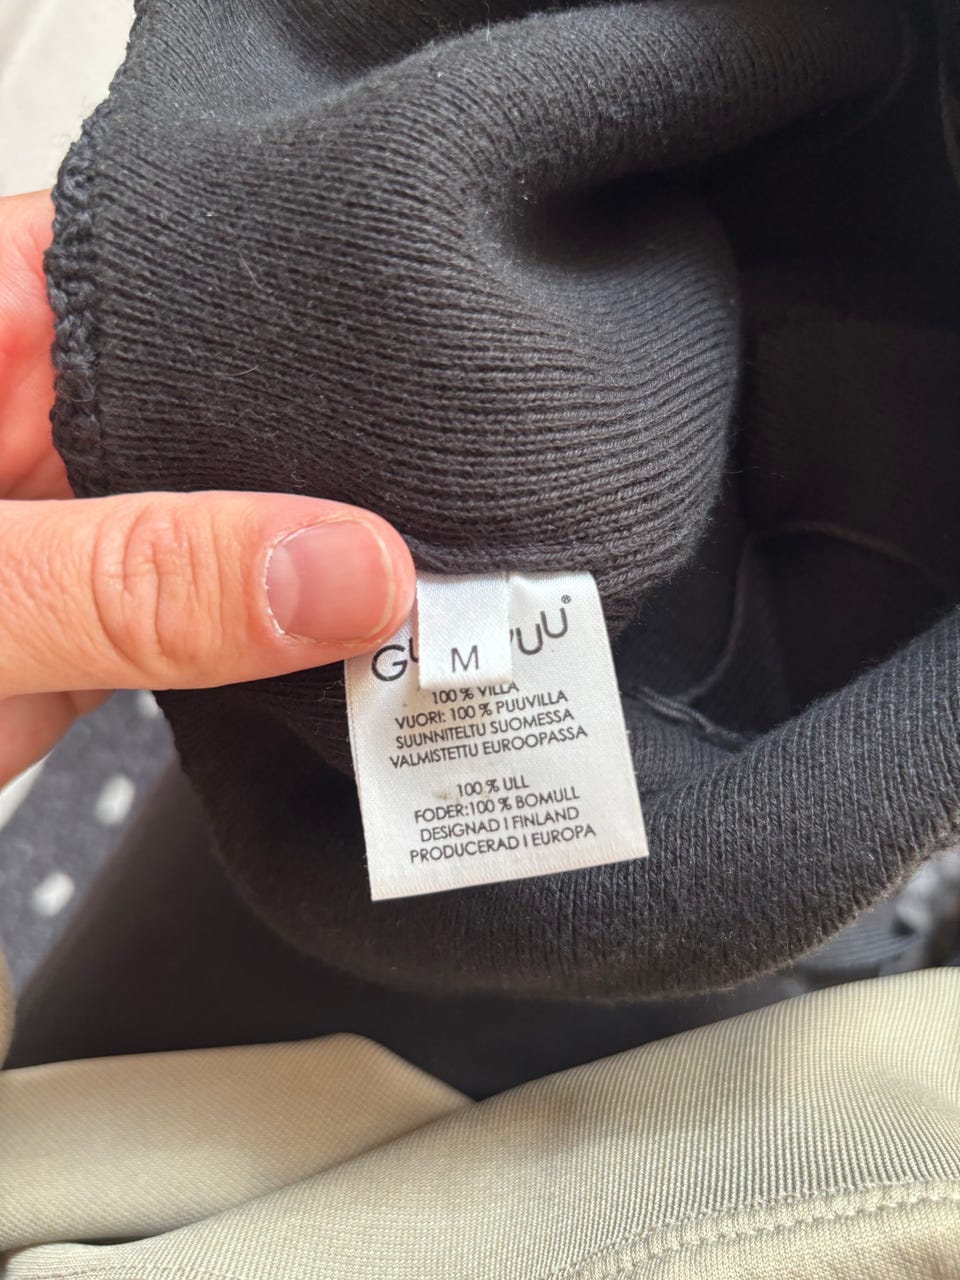 M
100 % VILLA
VUORI: 100 % PUUVILLA
SUUNNITELTU SUOMESSA
VALMISTETTU EUROOPASSA
100 % ULL
FODER:100 % BOMULL
DESIGNAD I FINLAND
PRODUCERAD I EUROPA